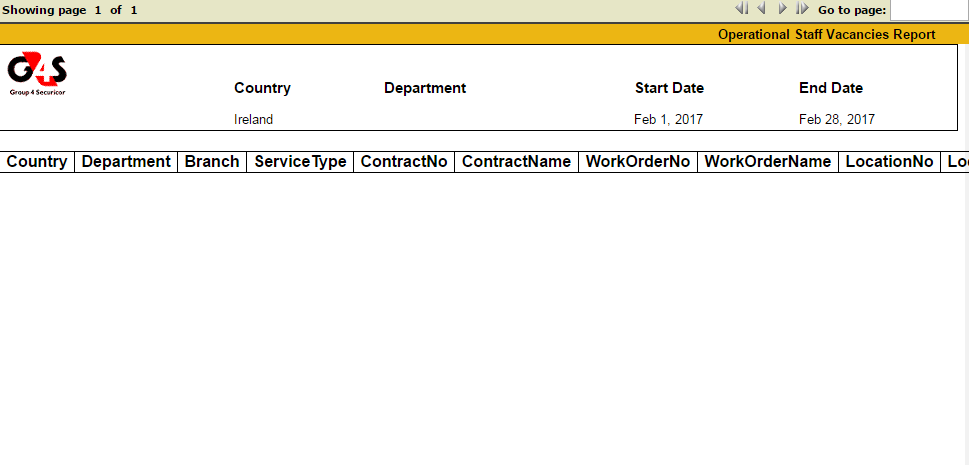 Showing page 1 of 1 Go to page:
Operational Staff Vacancies Report
G4S
Group 4 Securicor
Country Department Start Date End Date
Ireland Feb 1, 2017 Feb 28, 2017
Country Department Branch ServiceType ContractNo ContractName WorkOrderNo WorkOrderName LocationNo Lo